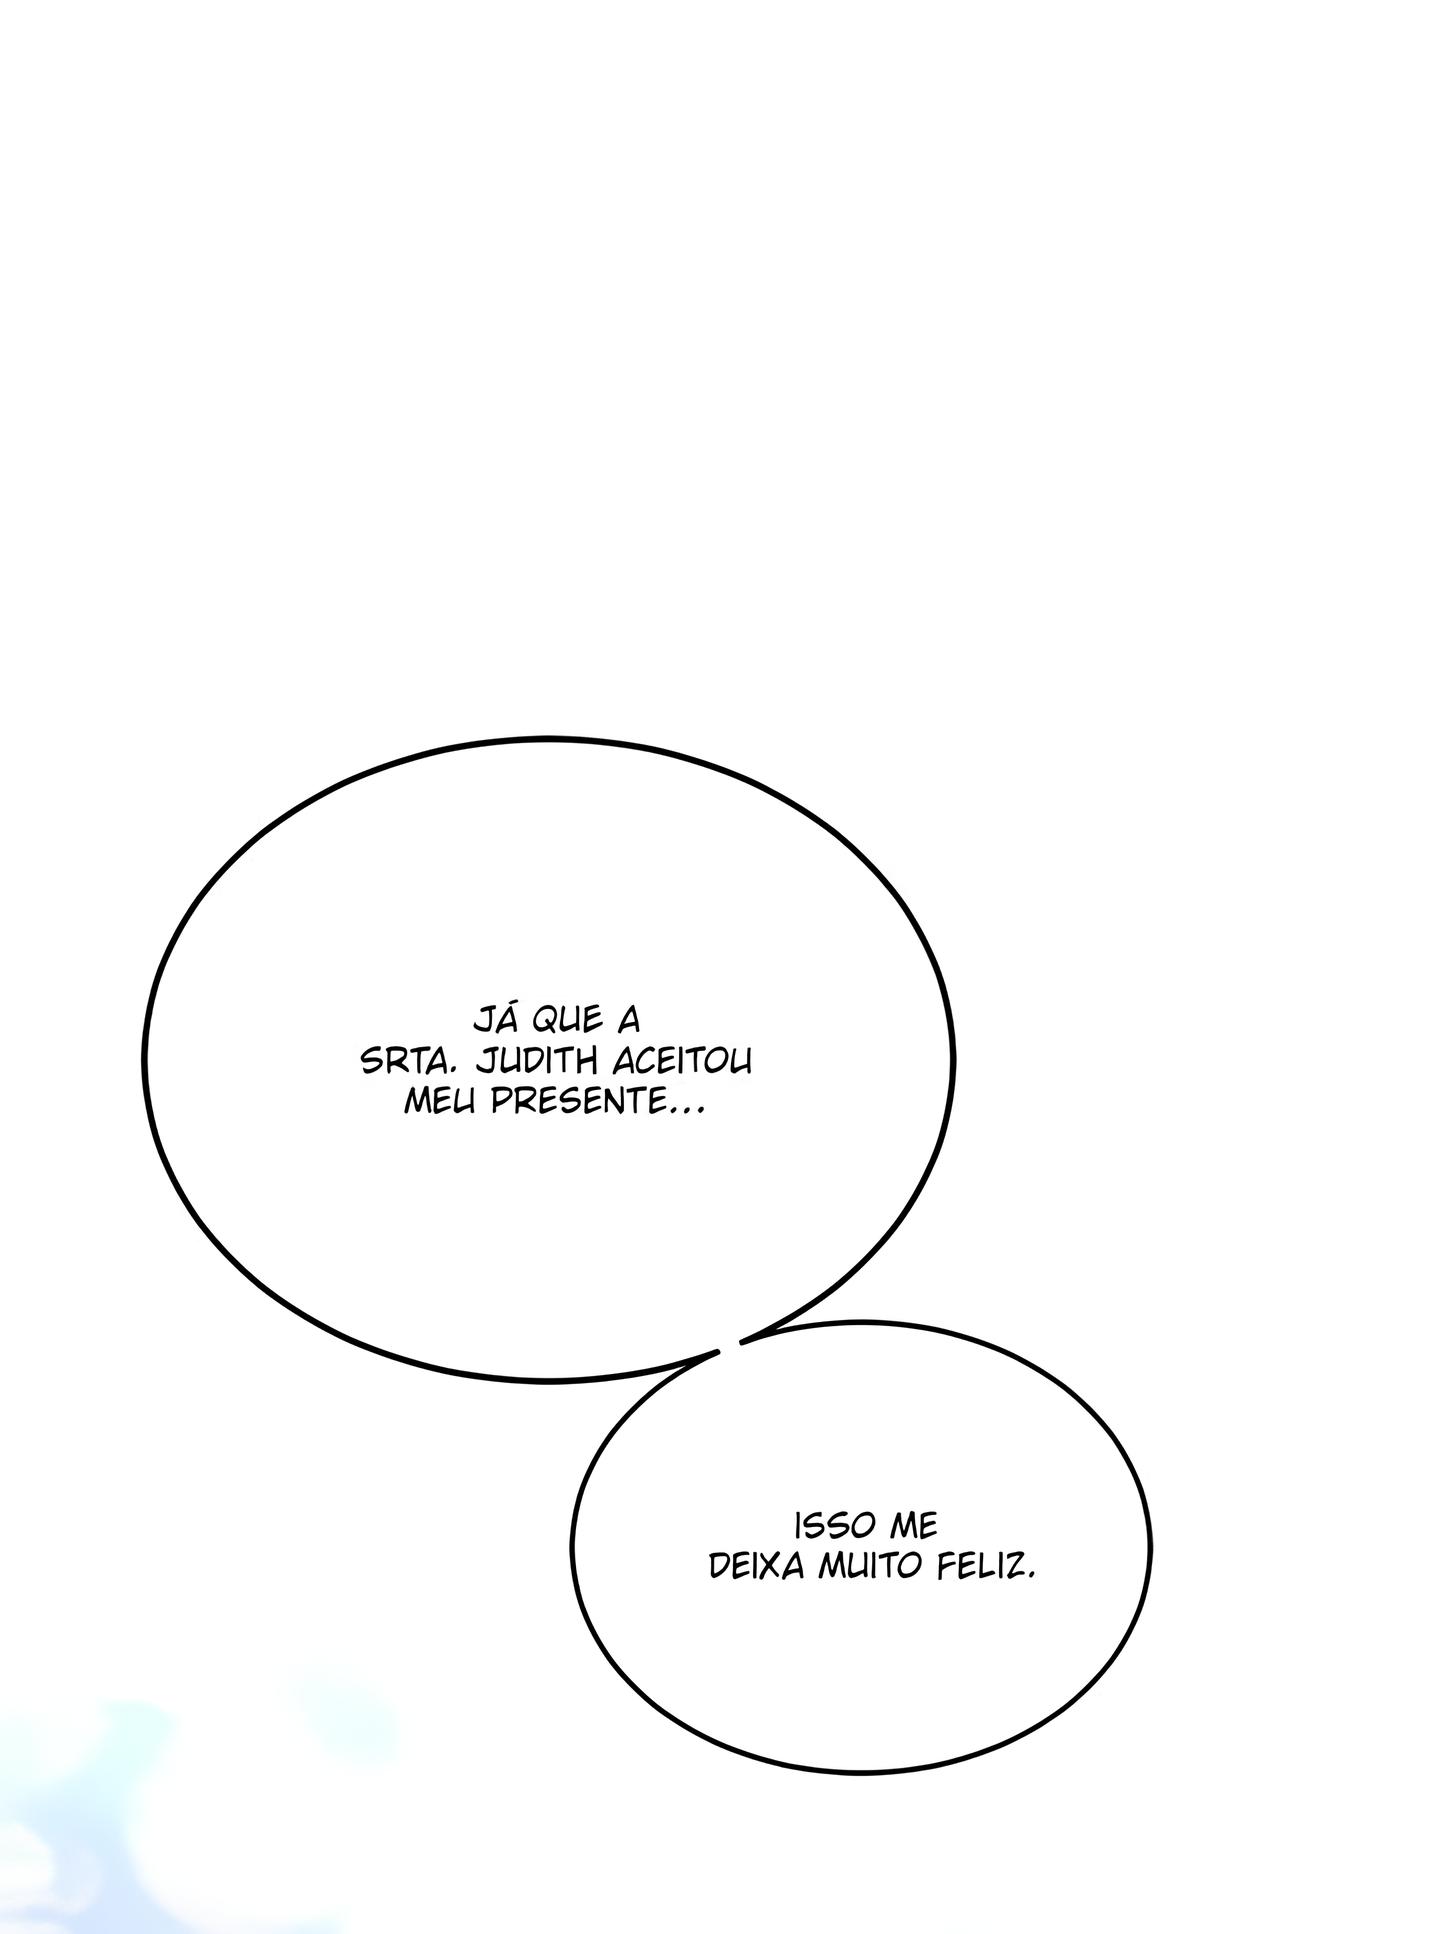 JÁ QUE A
SRTA. JUDITH ACEITOU
MEU PRESENTE...
ISSO ME
DEIXA MUITO FELIZ.